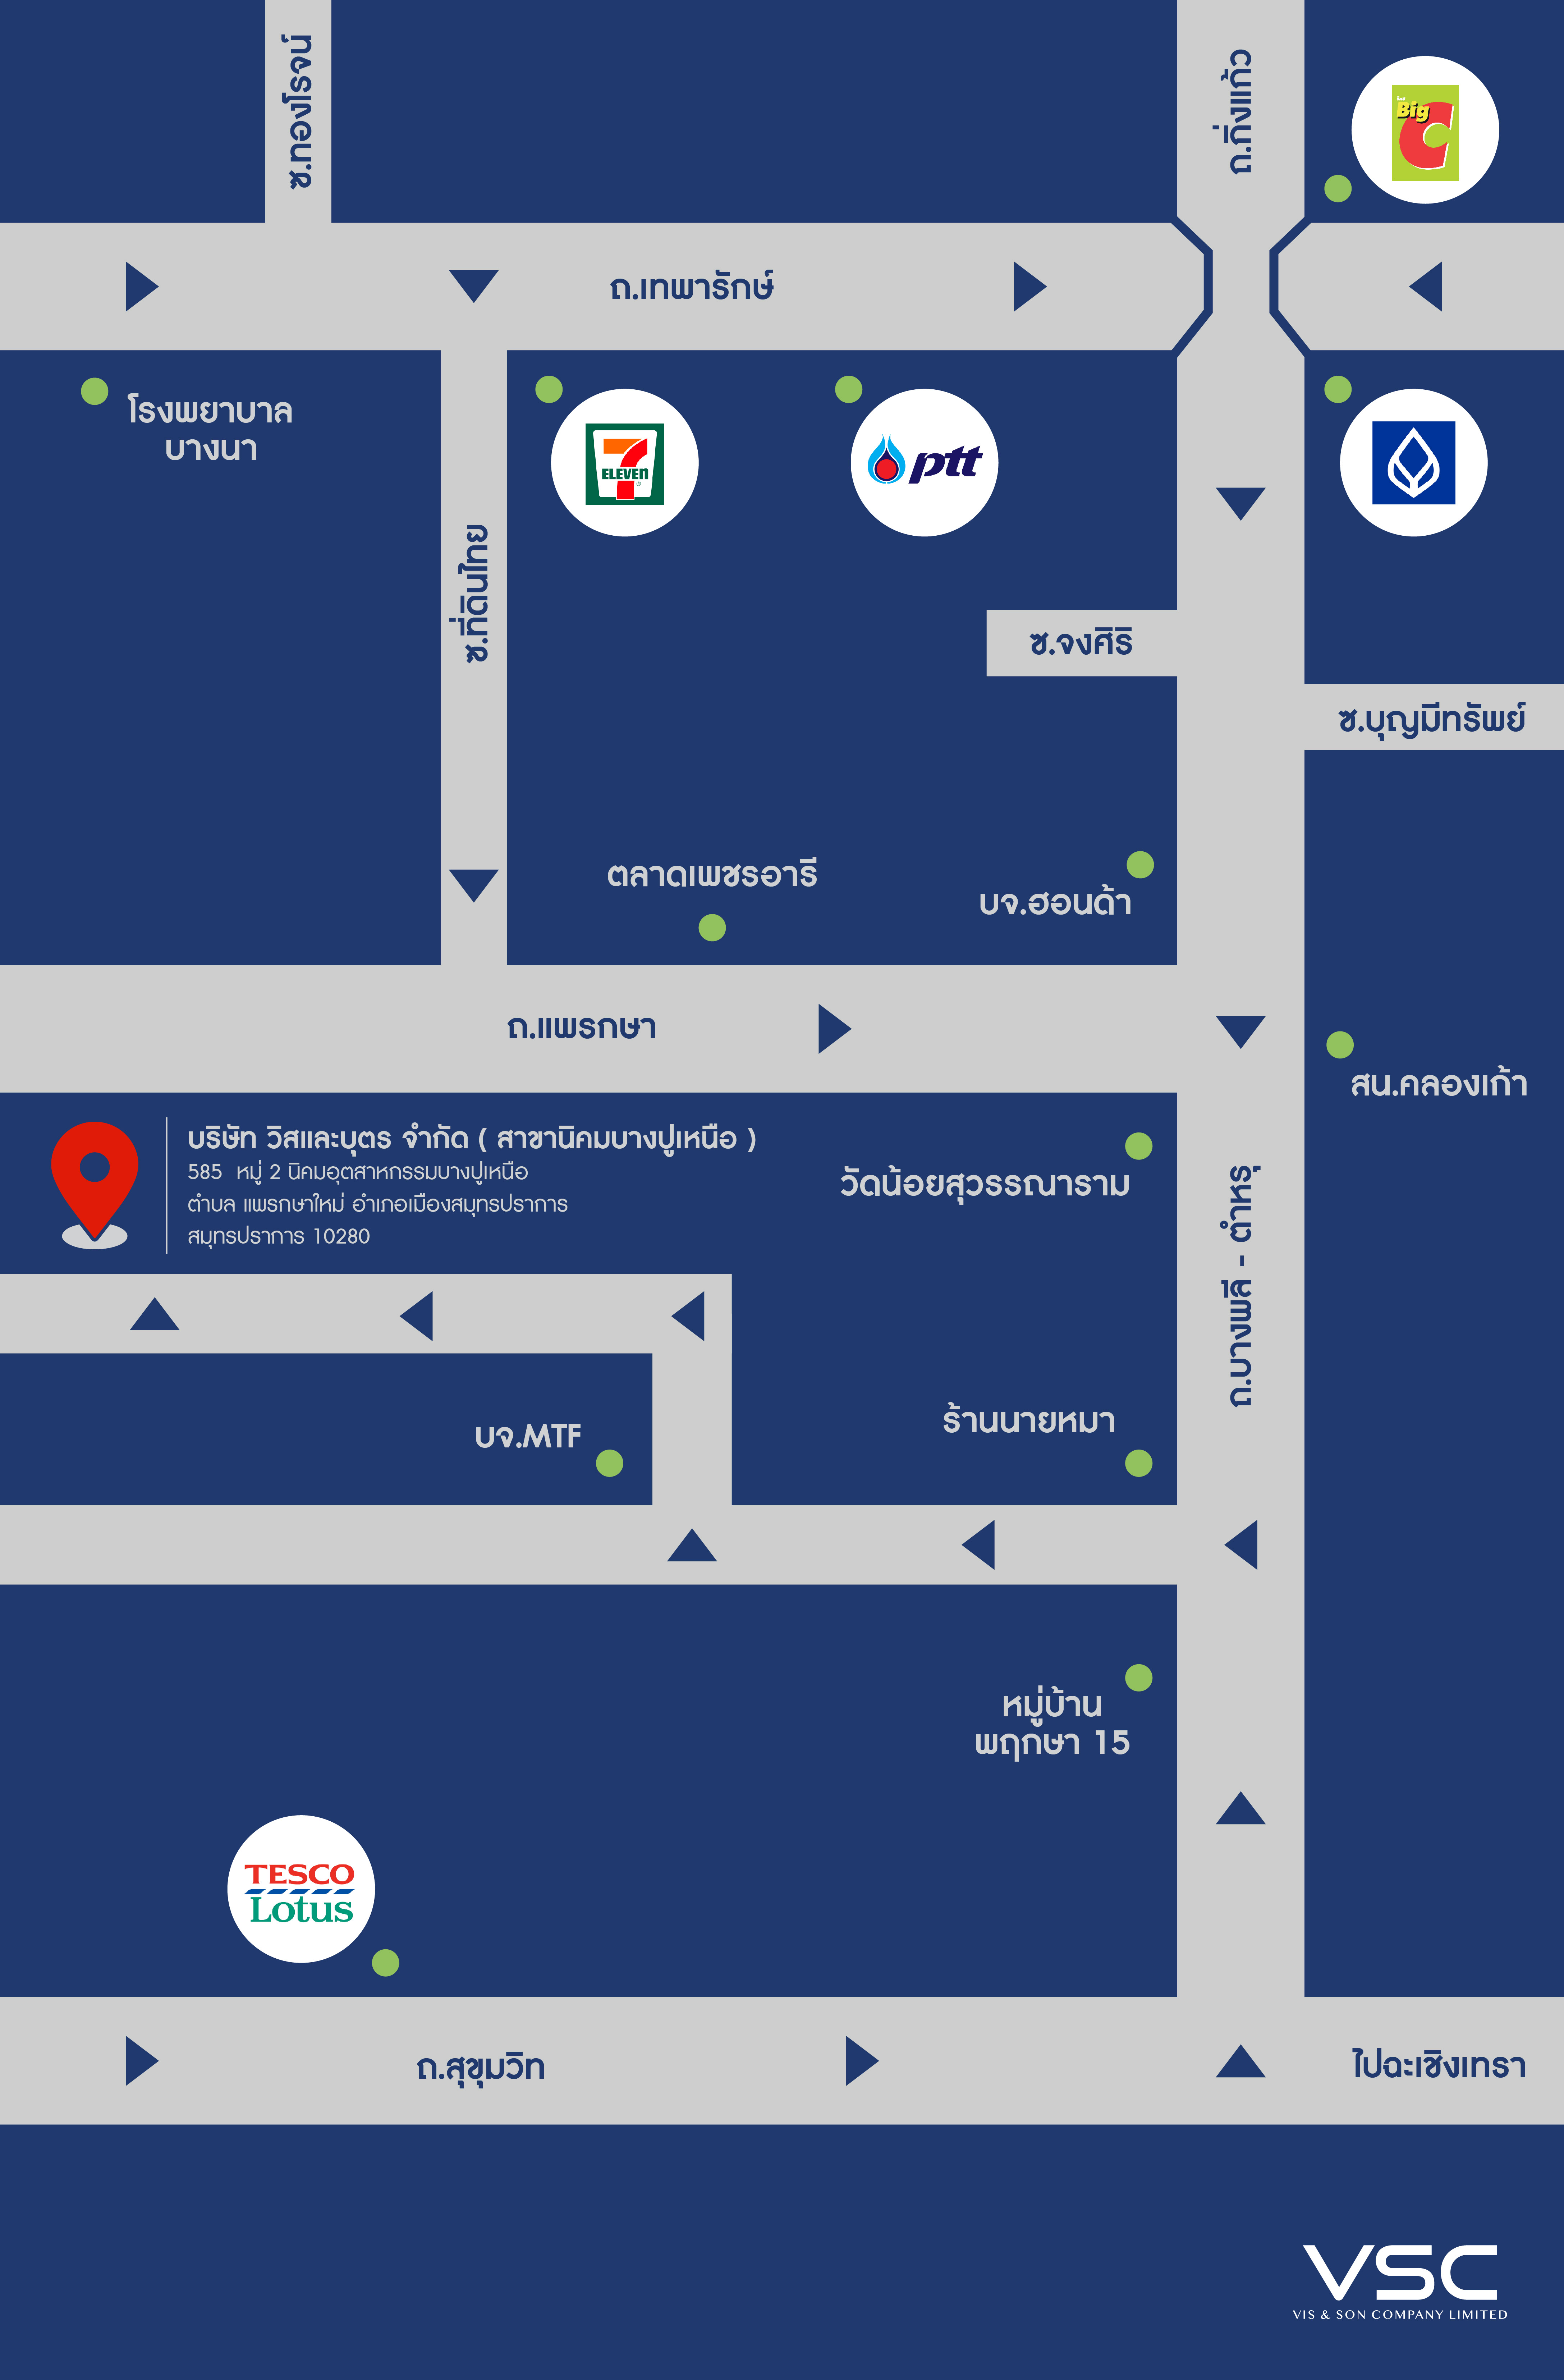 ซ.ทองโรจน์
ถ.กิ่งแก้ว
บิ๊กซี
Big C
ถ.เทพารักษ์
โรงพยาบาล
บางนา
7
ELEVEn
®
ptt
ซ.ที่ดินไทย
ซ.จงศิริ
ซ.บุญมีทรัพย์
ตลาดเพชรอารี
บจ.ฮอนด้า
ถ.แพรกษา
สน.คลองเก้า
บริษัท วิสและบุตร จำกัด ( สาขานิคมบางปูเหนือ )
585 หมู่ 2 นิคมอุตสาหกรรมบางปูเหนือ
ตำบล แพรกษาใหม่ อำเภอเมืองสมุทรปราการ
สมุทรปราการ 10280
วัดน้อยสุวรรณาราม
ถ.บางพลี - ตำหรุ
บจ.MTF
ร้านนายหมา
หมู่บ้าน
พฤกษา 15
TESCO
Lotus
ถ.สุขุมวิท
ไปฉะเชิงเทรา
VSC
VIS & SON COMPANY LIMITED